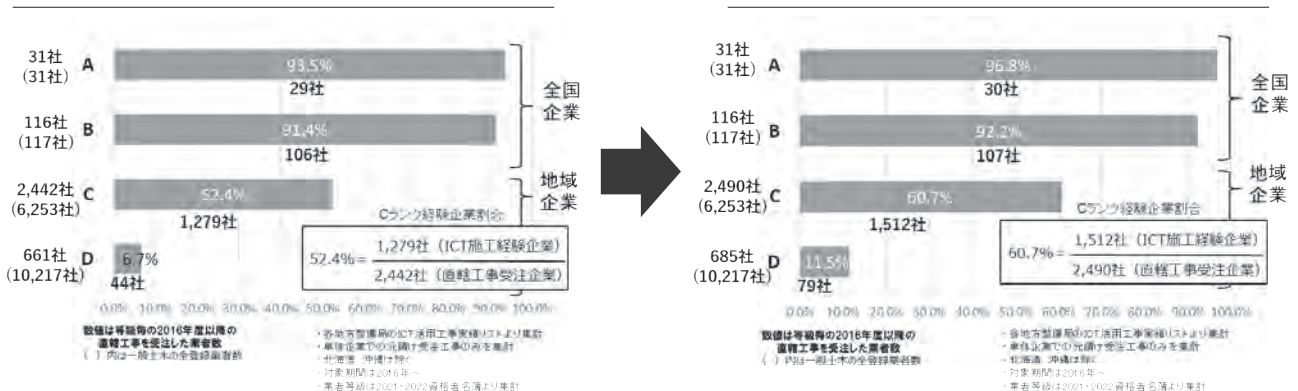 31社
(31社)
A
93.5%
29社
116社
(117社)
B
91.4%
106社
全国
企業
2,442社
(6,253社)
C
52.4%
1,279社
地域
企業
661社
(10,217社)
D
6.7%
44社
Cランク経験企業割合
52.4%=
1,279社(ICT施工経験企業)
2,442社(直轄工事受注企業)
0.0% 10.0% 20.0% 30.0% 40.0% 50.0% 60.0% 70.0% 80.0% 90.0% 100.0%
数値は等級毎の2016年度以降の
直轄工事を受注した業者数
( )内は一般土木の全登録業者数
・各地方整備局のICT活用工事実績リストより集計
・単体企業での元請け受注工事のみを集計
・北海道、沖縄は除く
・対象期間は2016年~
・業者等級は2021・2022資格者名簿より集計
31社
(31社)
A
96.8%
30社
116社
(117社)
B
92.2%
107社
全国
企業
2,490社
(6,253社)
C
60.7%
1,512社
地域
企業
685社
(10,217社)
D
11.5%
79社
Cランク経験企業割合
60.7%=
1,512社(ICT施工経験企業)
2,490社(直轄工事受注企業)
0.0% 10.0% 20.0% 30.0% 40.0% 50.0% 60.0% 70.0% 80.0% 90.0% 100.0%
数値は等級毎の2016年度以降の
直轄工事を受注した業者数
( )内は一般土木の全登録業者数
・各地方整備局のICT活用工事実績リストより集計
・単体企業での元請け受注工事のみを集計
・北海道、沖縄は除く
・対象期間は2016年~
・業者等級は2021・2022資格者名簿より集計